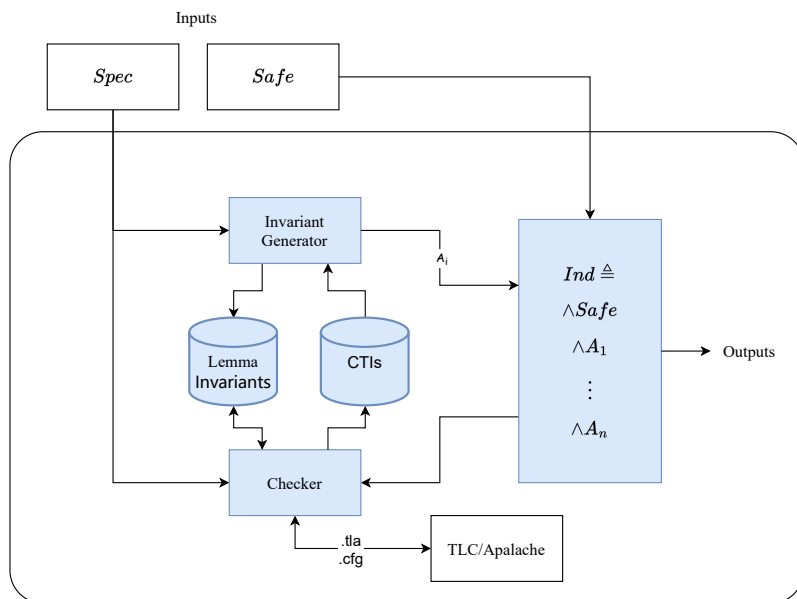 Inputs
Spec
Safe
Invariant
Generator
A_i
Ind ≜
∧Safe
∧A_1
⋮
∧A_n
Outputs
Lemma
Invariants
CTIs
Checker
.tla
.cfg
TLC/Apalache